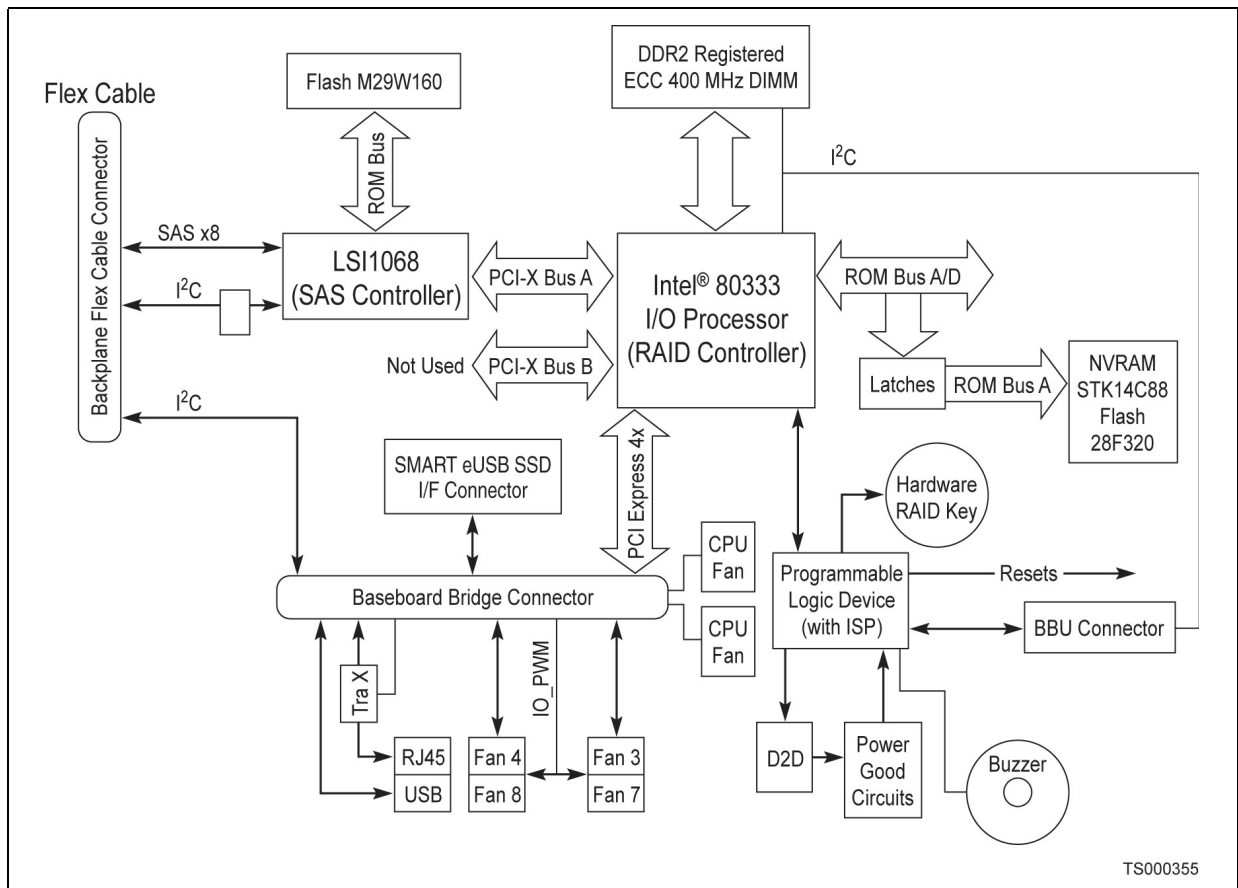 Flex Cable
Backplane Flex Cable Connector
Flash M29W160
DDR2 Registered
ECC 400 MHz DIMM
ROM Bus
I²C
SAS x8
I²C
I²C
LSI1068
(SAS Controller)
PCI-X Bus A
Not Used
PCI-X Bus B
Intel® 80333
I/O Processor
(RAID Controller)
ROM Bus A/D
Latches
ROM Bus A
NVRAM
STK14C88
Flash
28F320
SMART eUSB SSD
I/F Connector
PCI Express 4x
Hardware
RAID Key
CPU
Fan
CPU
Fan
Baseboard Bridge Connector
Programmable
Logic Device
(with ISP)
Resets
BBU Connector
Tra X
IO_PWM
RJ45
USB
Fan 4
Fan 8
Fan 3
Fan 7
D2D
Power
Good
Circuits
Buzzer
TS000355